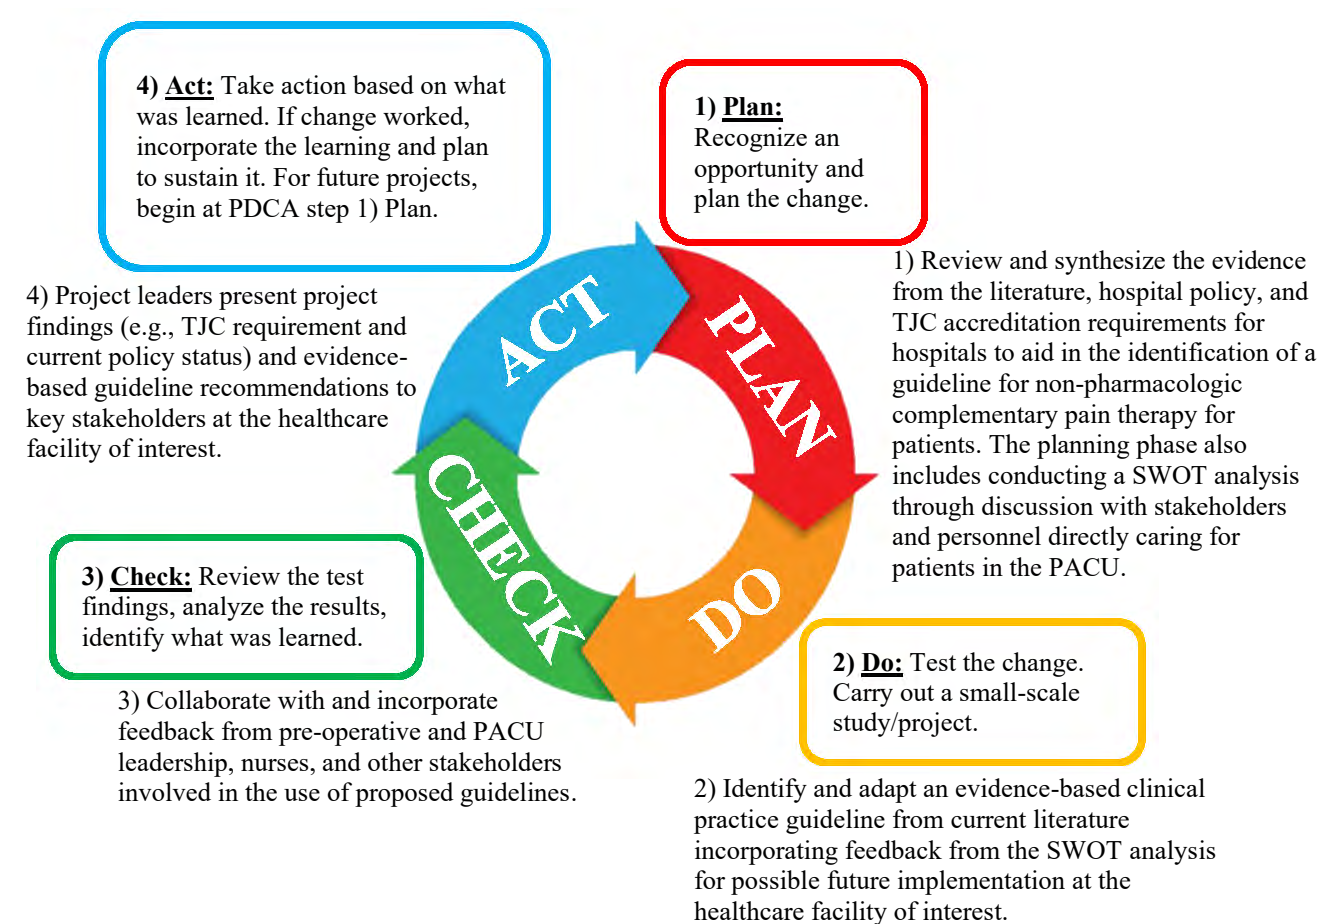 4) Act: Take action based on what
was learned. If change worked,
incorporate the learning and plan
to sustain it. For future projects,
begin at PDCA step 1) Plan.
1) Plan:
Recognize an
opportunity and
plan the change.
1) Review and synthesize the evidence
from the literature, hospital policy, and
TJC accreditation requirements for
hospitals to aid in the identification of a
guideline for non-pharmacologic
complementary pain therapy for
patients. The planning phase also
includes conducting a SWOT analysis
through discussion with stakeholders
and personnel directly caring for
patients in the PACU.
4) Project leaders present project
findings (e.g., TJC requirement and
current policy status) and evidence-
based guideline recommendations to
key stakeholders at the healthcare
facility of interest.
ACT
PLAN
CHECK
DO
3) Check: Review the test
findings, analyze the results,
identify what was learned.
3) Collaborate with and incorporate
feedback from pre-operative and PACU
leadership, nurses, and other stakeholders
involved in the use of proposed guidelines.
2) Do: Test the change.
Carry out a small-scale
study/project.
2) Identify and adapt an evidence-based clinical
practice guideline from current literature
incorporating feedback from the SWOT analysis
for possible future implementation at the
healthcare facility of interest.